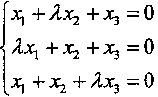 x₁ + λx₂ + x₃ = 0
λx₁ + x₂ + x₃ = 0
x₁ + x₂ + λx₃ = 0